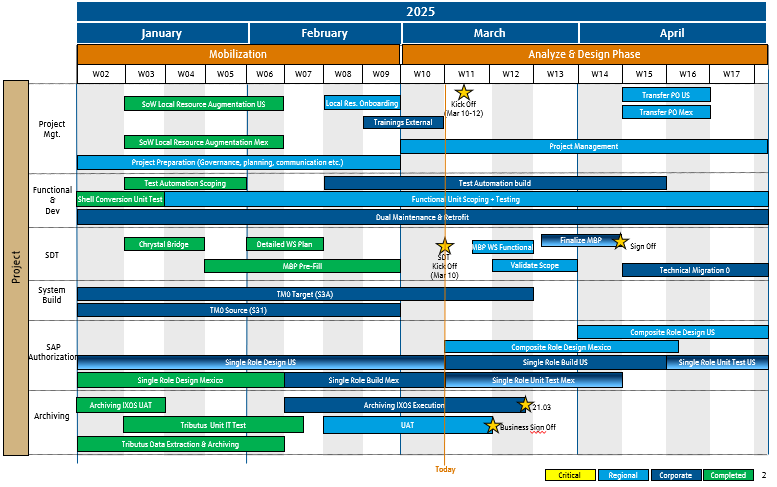 2025
January
February
March
April
Mobilization
Analyze & Design Phase
W02
W03
W04
W05
W06
W07
W08
W09
W10
W11
W12
W13
W14
W15
W16
W17
Project
Project
Mgt.
SoW Local Resource Augmentation US
Local Res. Onboarding
Kick Off
(Mar 10-12)
Transfer PO US
Transfer PO Mex
Trainings External
SoW Local Resource Augmentation Mex
Project Management
Project Preparation (Governance, planning, communication etc.)
Functional
&
Dev
Test Automation Scoping
Test Automation build
Shell Conversion Unit Test
Functional Unit Scoping + Testing
Dual Maintenance & Retrofit
SDT
Chrystal Bridge
Detailed WS Plan
SDT
Kick Off
(Mar 10)
MBP WS Functional
Finalize MBP
Sign Off
MBP Pre-Fill
Validate Scope
Technical Migration 0
System
Build
TM0 Target (S3A)
TM0 Source (S31)
SAP
Authorization
Composite Role Design US
Composite Role Design Mexico
Single Role Design US
Single Role Build US
Single Role Unit Test US
Single Role Design Mexico
Single Role Build Mex
Single Role Unit Test Mex
Archiving
Archiving IXOS UAT
Archiving IXOS Execution
21.03
Tributus Unit IT Test
UAT
Business Sign Off
Tributus Data Extraction & Archiving
Today
Critical
Regional
Corporate
Completed
2